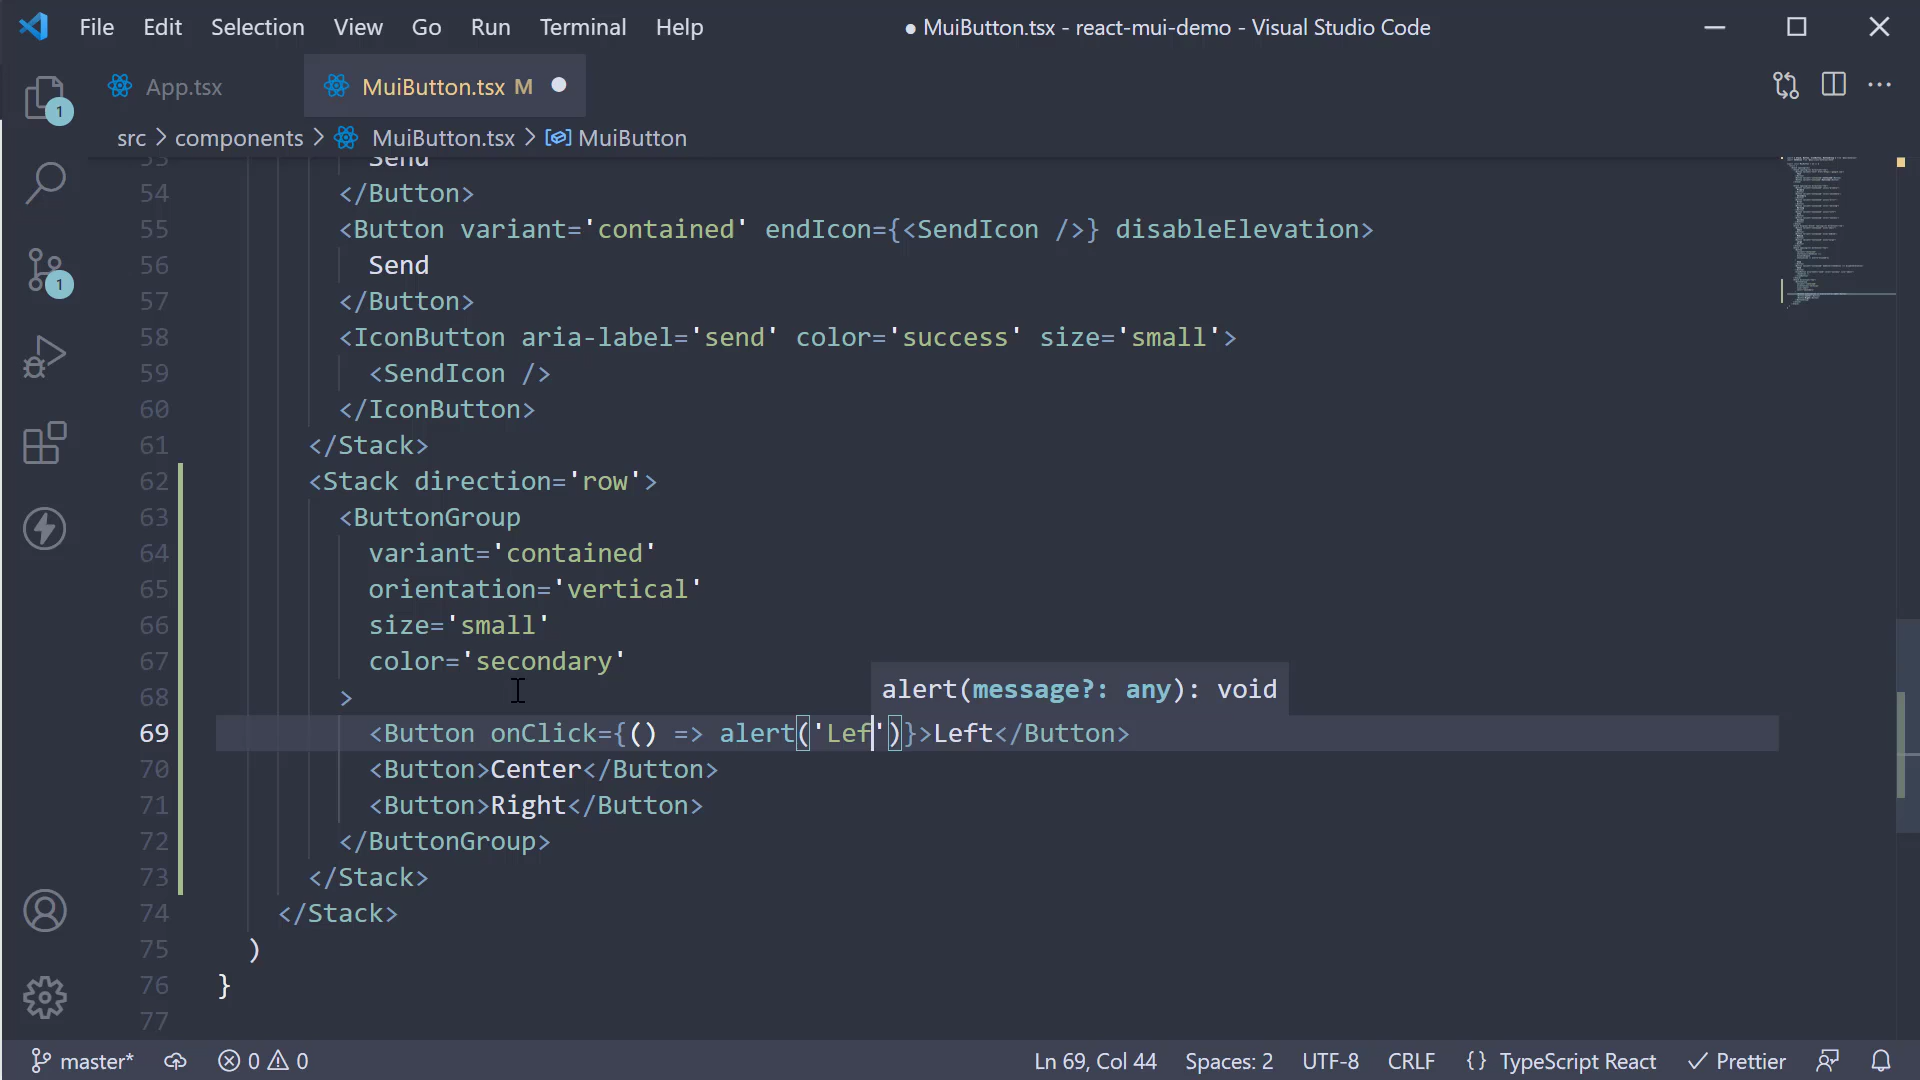 File Edit Selection View Go Run Terminal Help ● MuiButton.tsx - react-mui-demo - Visual Studio Code
App.tsx MuiButton.tsx M ●
src > components > MuiButton.tsx > MuiButton
53 Send
54 </Button>
55 <Button variant='contained' endIcon={<SendIcon />} disableElevation>
56 Send
57 </Button>
58 <IconButton aria-label='send' color='success' size='small'>
59 <SendIcon />
60 </IconButton>
61 </Stack>
62 <Stack direction='row'>
63 <ButtonGroup
64 variant='contained'
65 orientation='vertical'
66 size='small'
67 color='secondary'
alert(message?: any): void
68 >
69 <Button onClick={() => alert('Lef')}>Left</Button>
70 <Button>Center</Button>
71 <Button>Right</Button>
72 </ButtonGroup>
73 </Stack>
74 </Stack>
75 )
76 }
77
1
1
master* 0 0 Ln 69, Col 44 Spaces: 2 UTF-8 CRLF {} TypeScript React ✓ Prettier